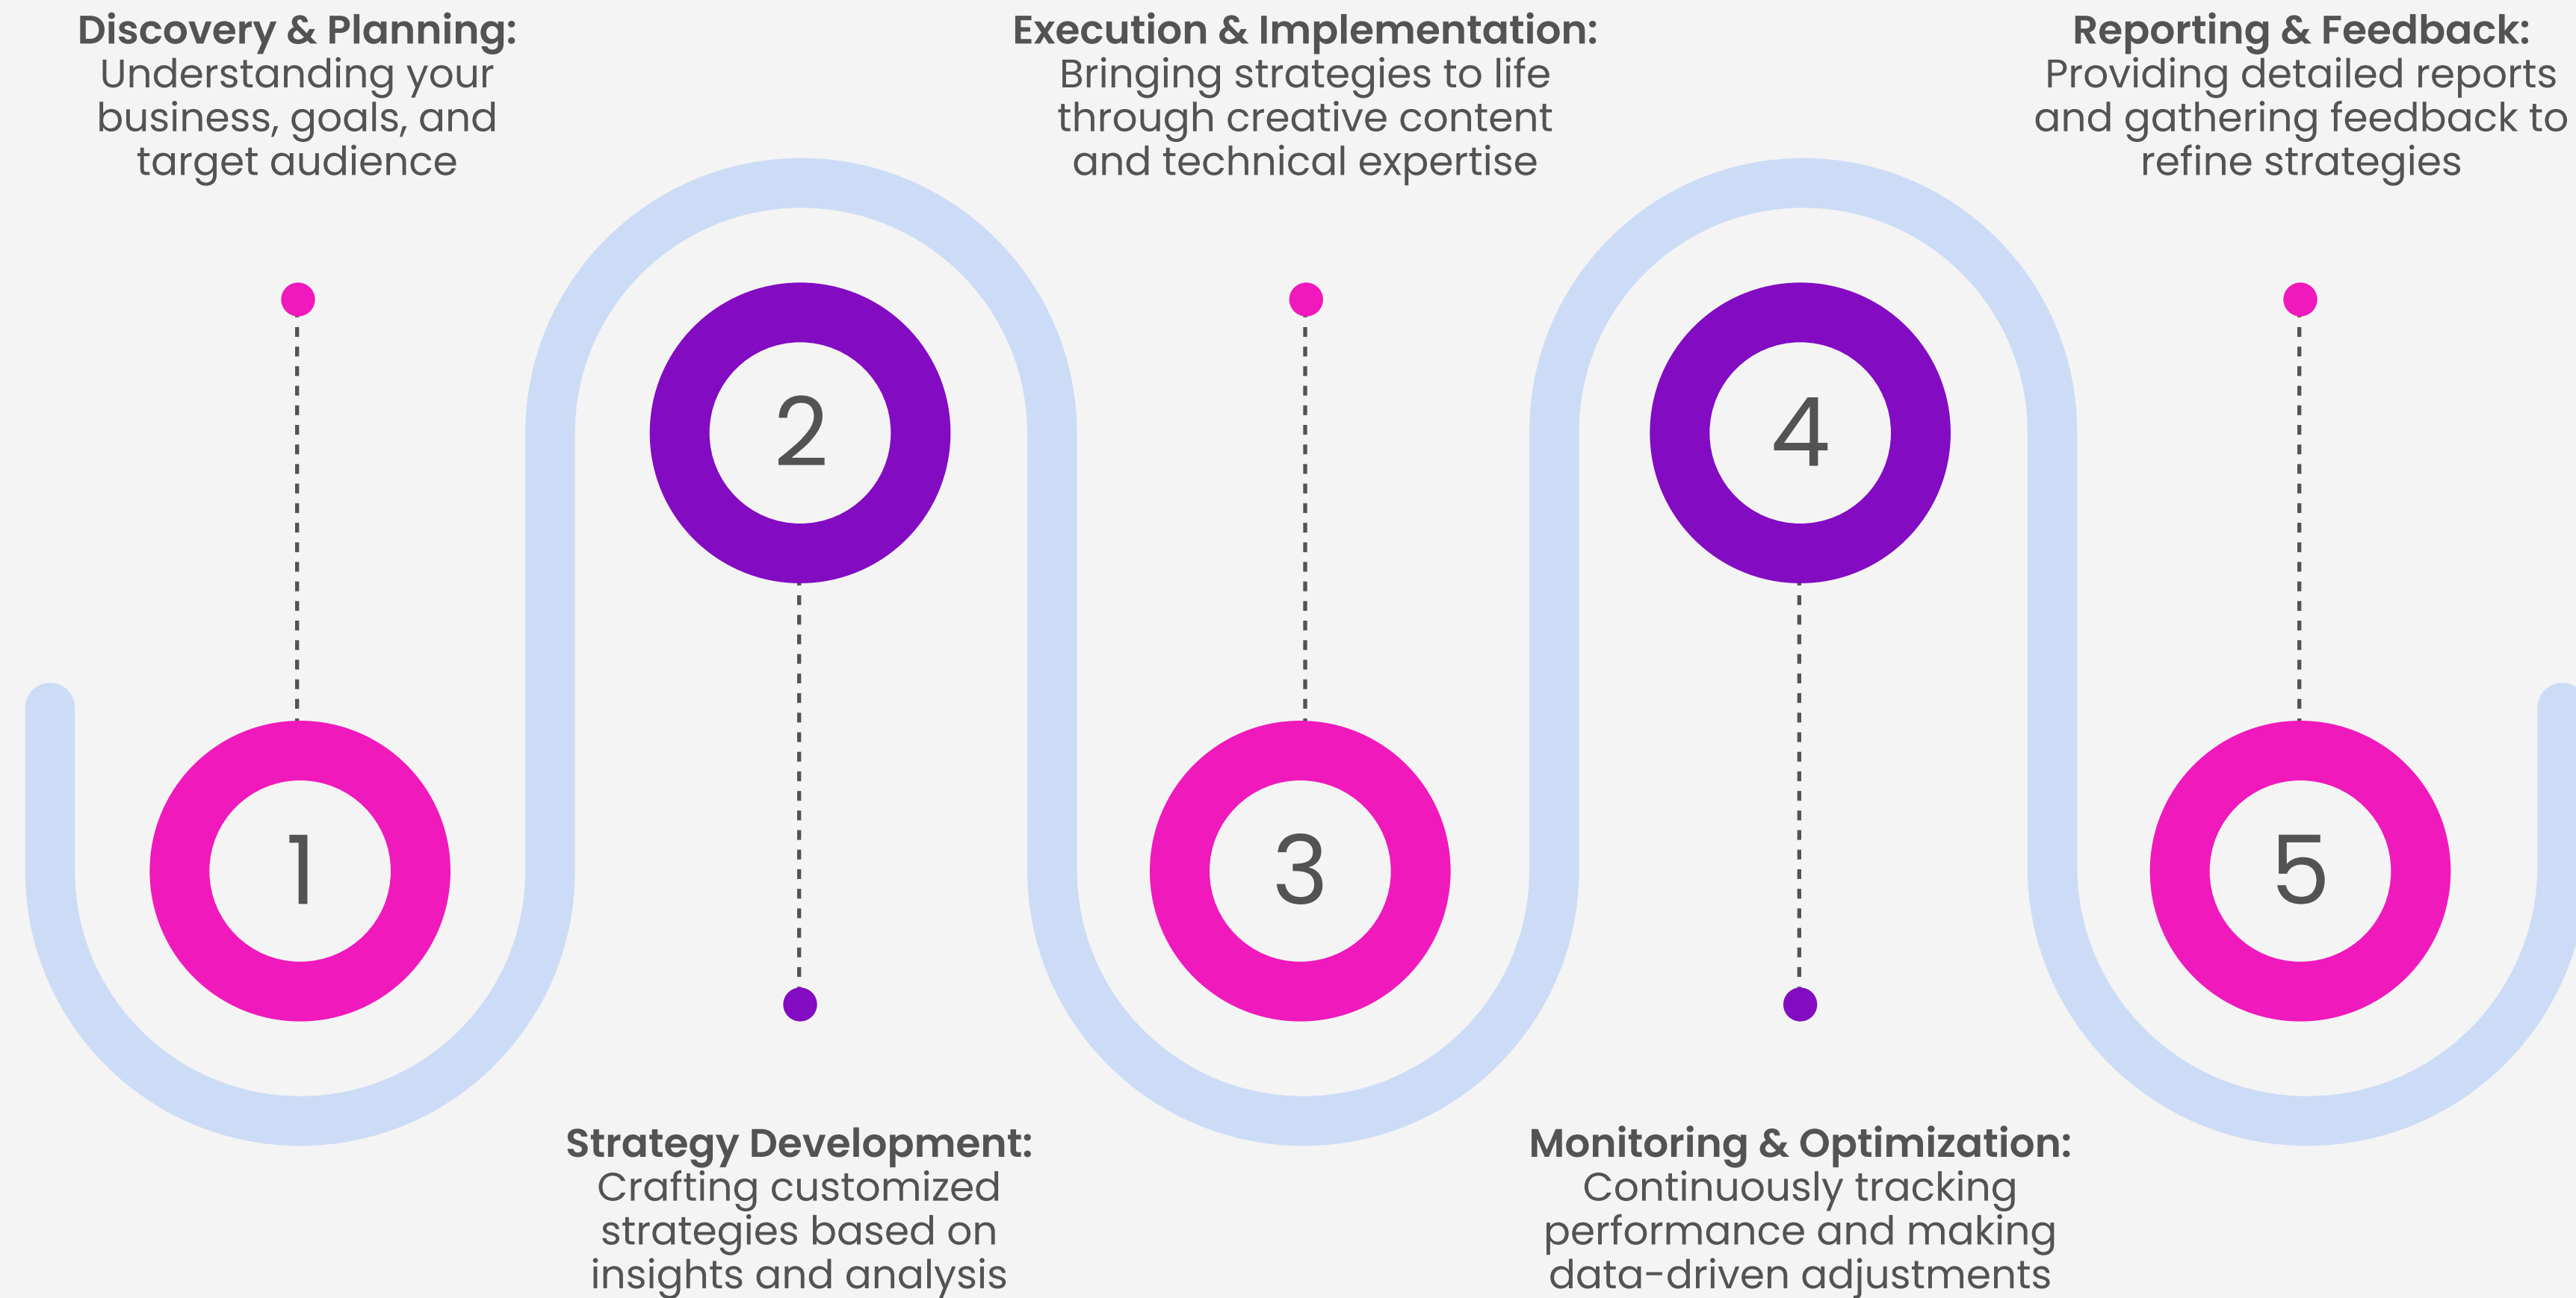 Discovery & Planning:
Understanding your
business, goals, and
target audience
1
2
Strategy Development:
Crafting customized
strategies based on
insights and analysis
Execution & Implementation:
Bringing strategies to life
through creative content
and technical expertise
3
4
Monitoring & Optimization:
Continuously tracking
performance and making
data-driven adjustments
Reporting & Feedback:
Providing detailed reports
and gathering feedback to
refine strategies
5